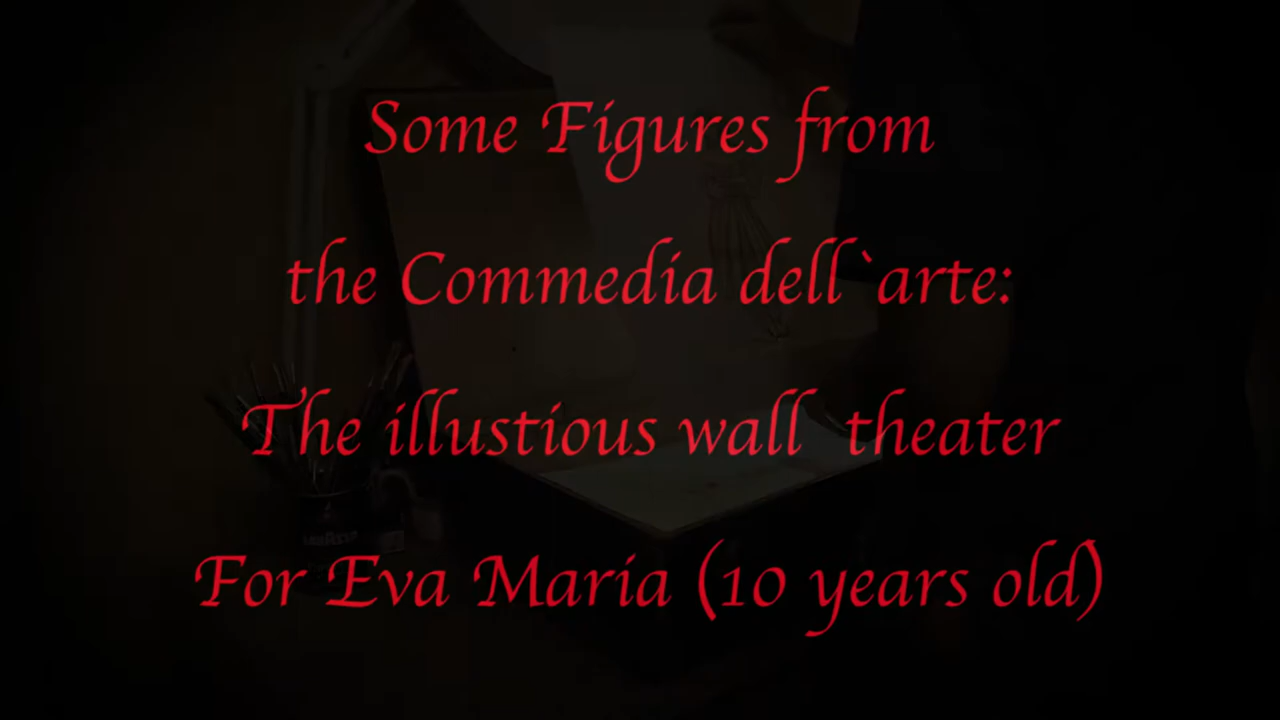 Some Figures from
the Commedia dell`arte:
The illustious wall  theater
For Eva Maria (10 years old)